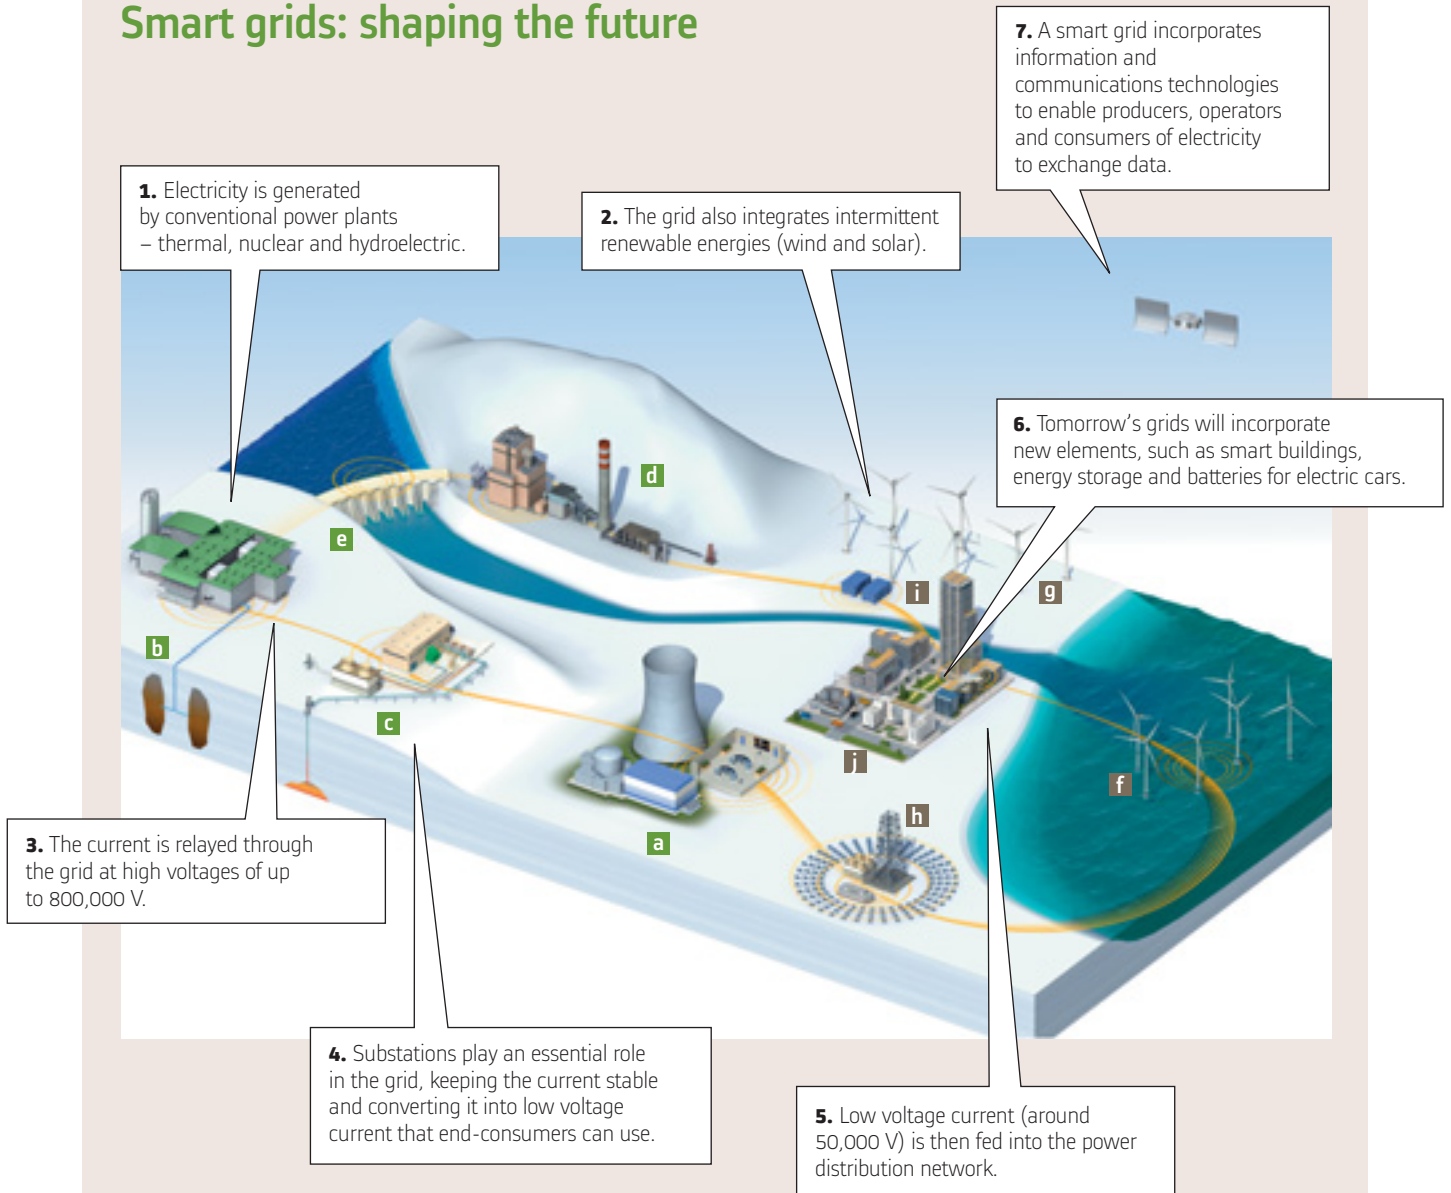 Smart grids: shaping the future
7. A smart grid incorporates
information and
communications technologies
to enable producers, operators
and consumers of electricity
to exchange data.
1. Electricity is generated
by conventional power plants
– thermal, nuclear and hydroelectric.
2. The grid also integrates intermittent
renewable energies (wind and solar).
6. Tomorrow's grids will incorporate
new elements, such as smart buildings,
energy storage and batteries for electric cars.
d
e
i
g
b
c
j
f
h
a
3. The current is relayed through
the grid at high voltages of up
to 800,000 V.
4. Substations play an essential role
in the grid, keeping the current stable
and converting it into low voltage
current that end-consumers can use.
5. Low voltage current (around
50,000 V) is then fed into the power
distribution network.